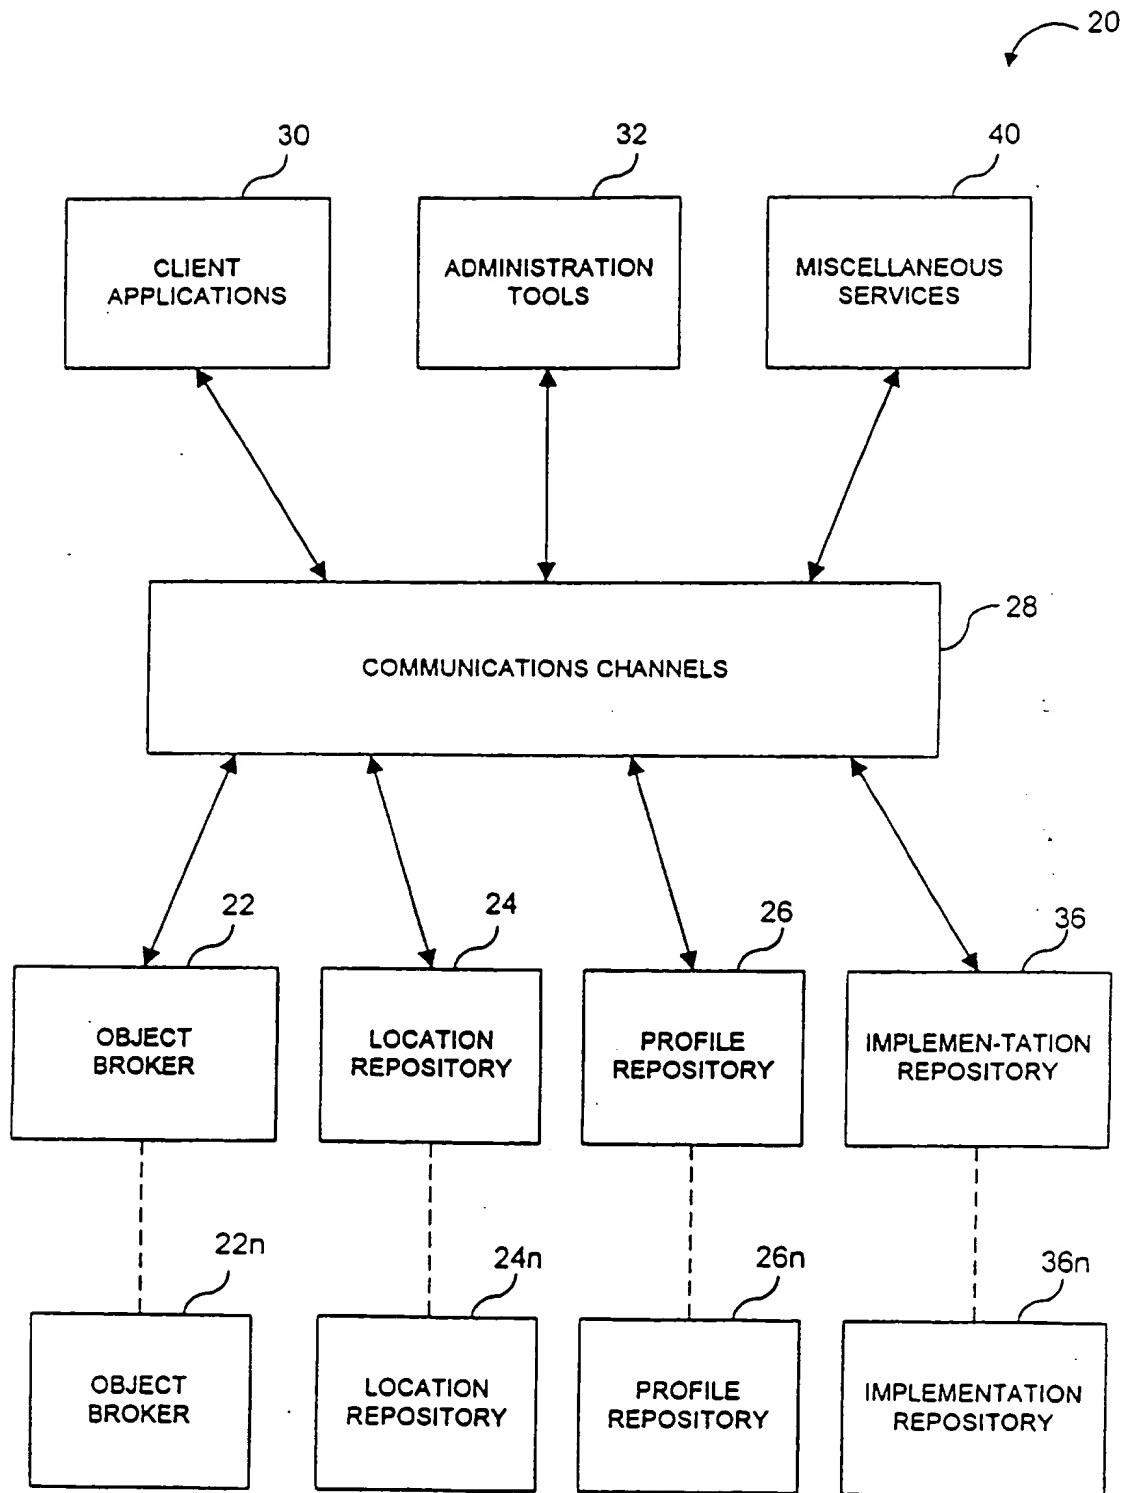 20
30
32
40
CLIENT
APPLICATIONS
ADMINISTRATION
TOOLS
MISCELLANEOUS
SERVICES
28
COMMUNICATIONS CHANNELS
22
24
26
36
OBJECT
BROKER
LOCATION
REPOSITORY
PROFILE
REPOSITORY
IMPLEMEN-TATION
REPOSITORY
22n
24n
26n
36n
OBJECT
BROKER
LOCATION
REPOSITORY
PROFILE
REPOSITORY
IMPLEMENTATION
REPOSITORY